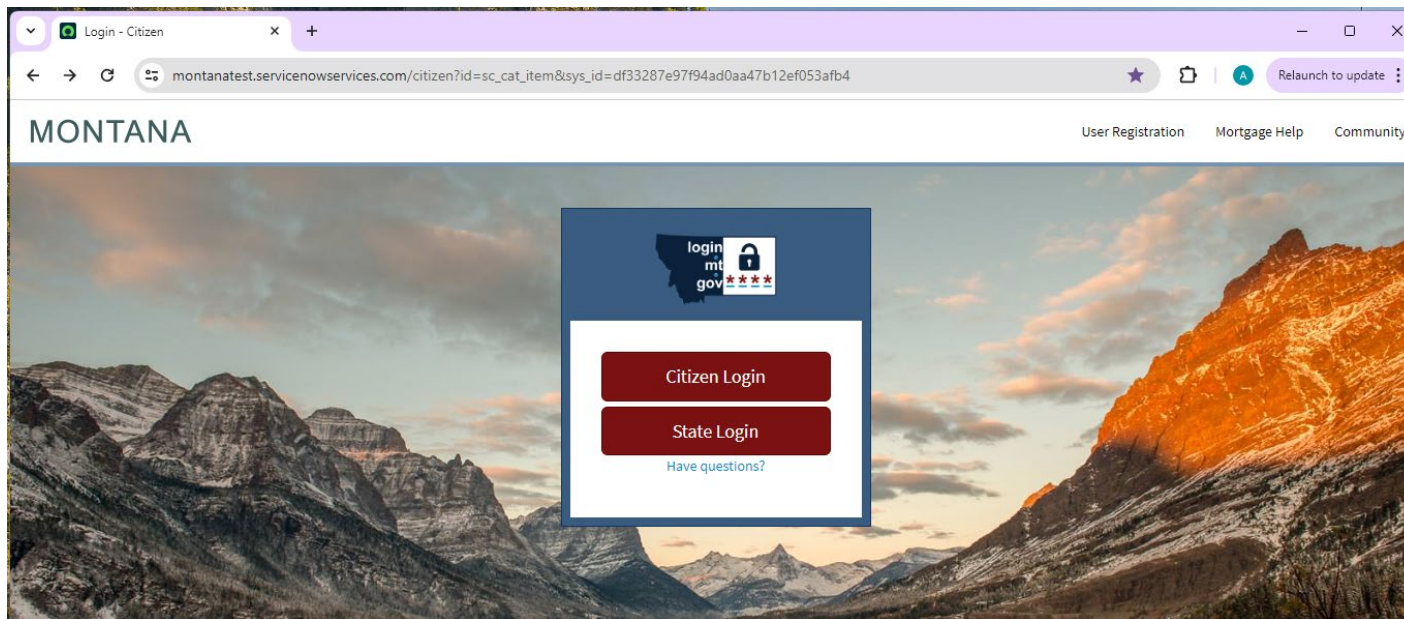 Login - Citizen
montanatest.servicenowservices.com/citizen?id=sc_cat_item&sys_id=df33287e97f94ad0aa47b12ef053afb4
A
Relaunch to update
MONTANA
User Registration Mortgage Help Community
login
mt
gov ****
Citizen Login
State Login
Have questions?